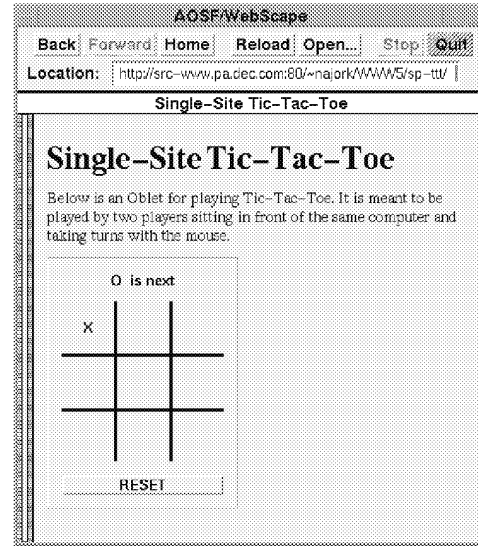 AOSF/WebScape
Back Forward Home Reload Open... Stop Quit
Location: http://src-www.pa.dec.com:80/~najork/WWW5/sp-ttt/
Single-Site Tic-Tac-Toe
Single-Site Tic-Tac-Toe
Below is an Oblet for playing Tic-Tac-Toe. It is meant to be
played by two players sitting in front of the same computer and
taking turns with the mouse.
O is next
X
RESET